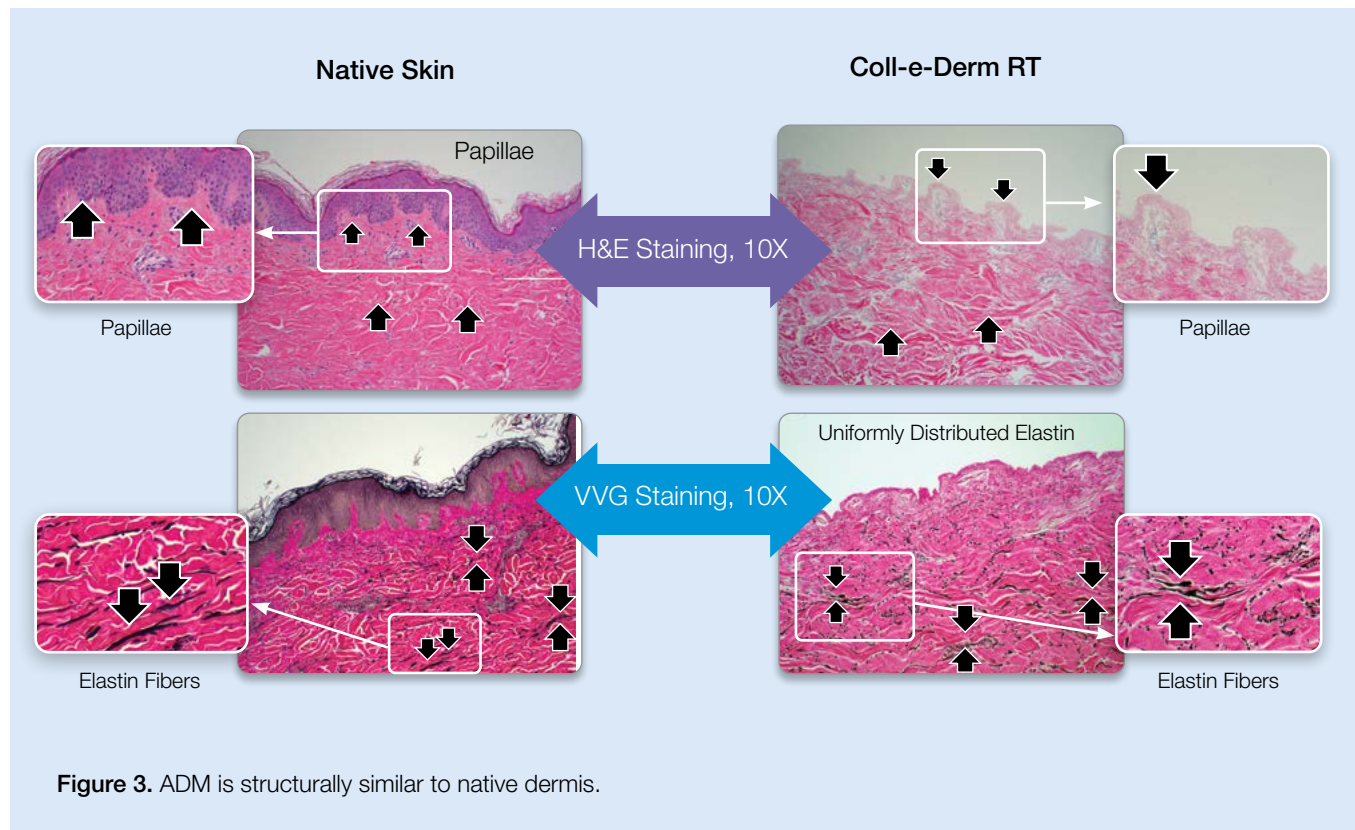 Native Skin
Coll-e-Derm RT
Papillae
H&E Staining, 10X
Papillae
Papillae
Uniformly Distributed Elastin
VVG Staining, 10X
Elastin Fibers
Elastin Fibers
Figure 3. ADM is structurally similar to native dermis.